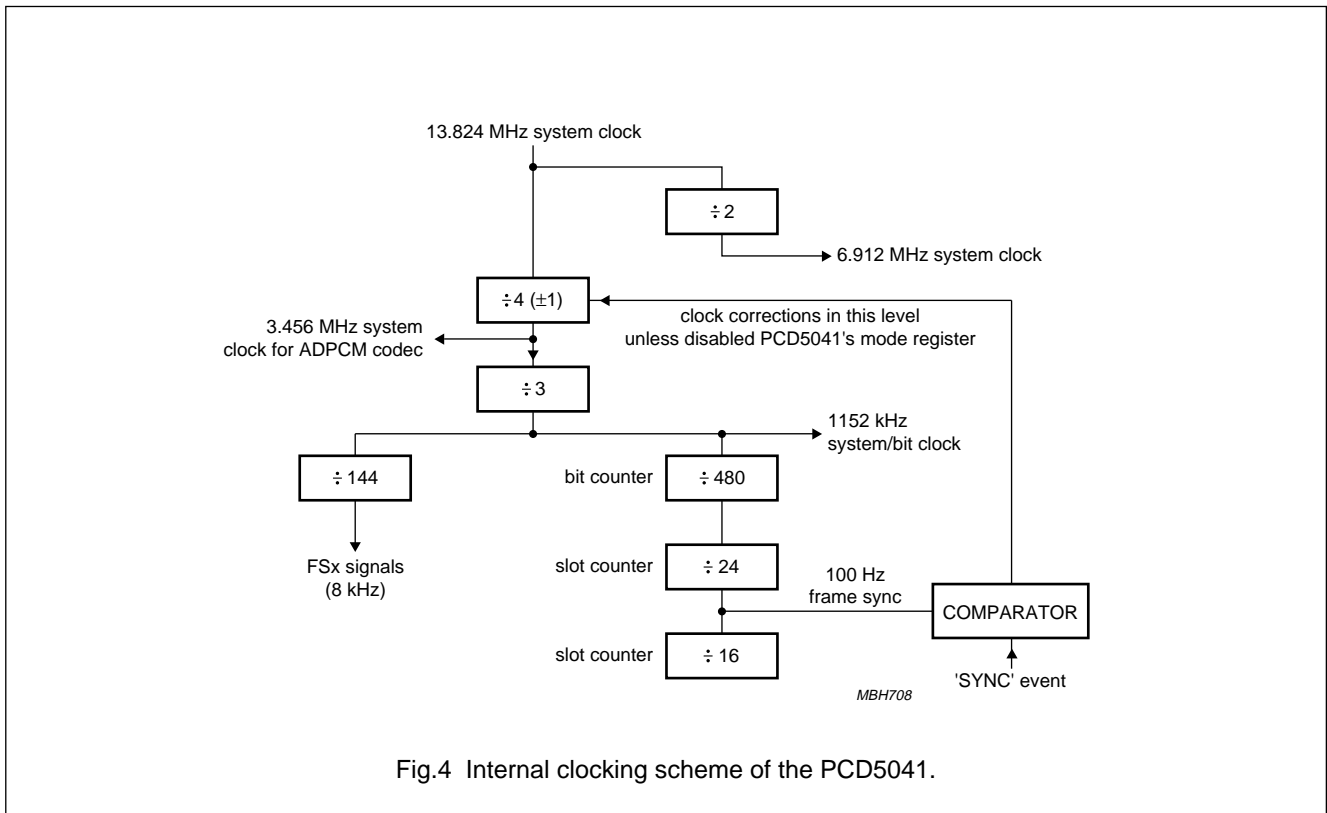 13.824 MHz system clock
÷ 2
6.912 MHz system clock
÷ 4 (±1)
clock corrections in this level
unless disabled PCD5041's mode register
3.456 MHz system
clock for ADPCM codec
÷ 3
1152 kHz
system/bit clock
÷ 144
bit counter
÷ 480
FSx signals
(8 kHz)
slot counter
÷ 24
100 Hz
frame sync
COMPARATOR
slot counter
÷ 16
'SYNC' event
MBH708
Fig.4 Internal clocking scheme of the PCD5041.